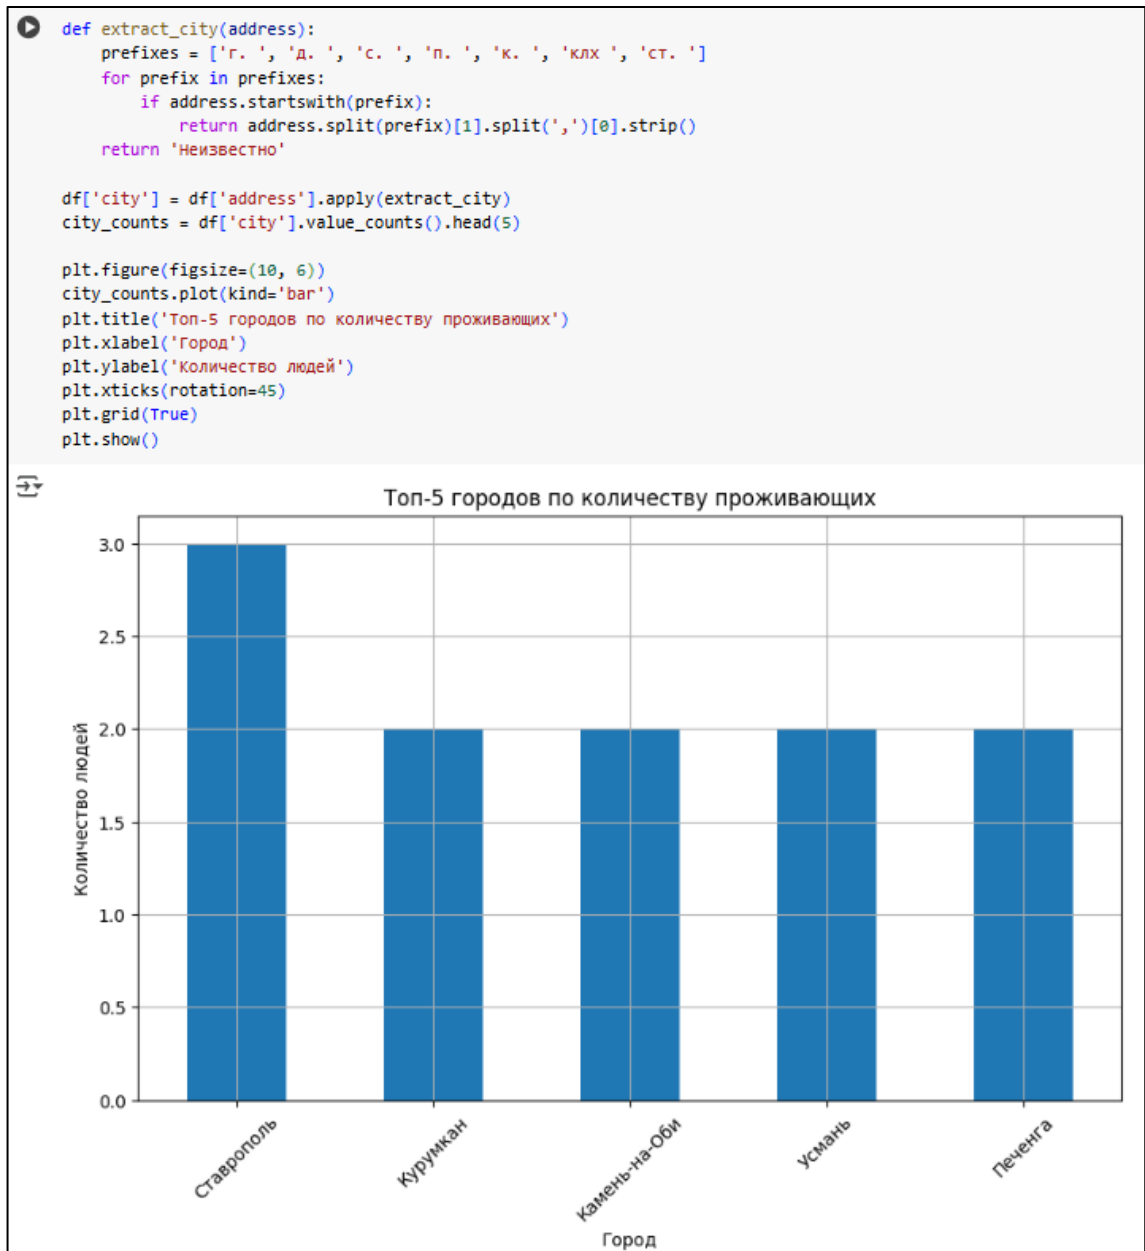 def extract_city(address):
    prefixes = ['г. ', 'д. ', 'с. ', 'п. ', 'к. ', 'клх ', 'ст. ']
    for prefix in prefixes:
        if address.startswith(prefix):
            return address.split(prefix)[1].split(',')[0].strip()
    return 'Неизвестно'

df['city'] = df['address'].apply(extract_city)
city_counts = df['city'].value_counts().head(5)

plt.figure(figsize=(10, 6))
city_counts.plot(kind='bar')
plt.title('Топ-5 городов по количеству проживающих')
plt.xlabel('Город')
plt.ylabel('Количество людей')
plt.xticks(rotation=45)
plt.grid(True)
plt.show()
Топ-5 городов по количеству проживающих
Количество людей
3.0
2.5
2.0
1.5
1.0
0.5
0.0
Ставрополь
Курумкан
Камень-на-Оби
Усмань
Печенга
Город